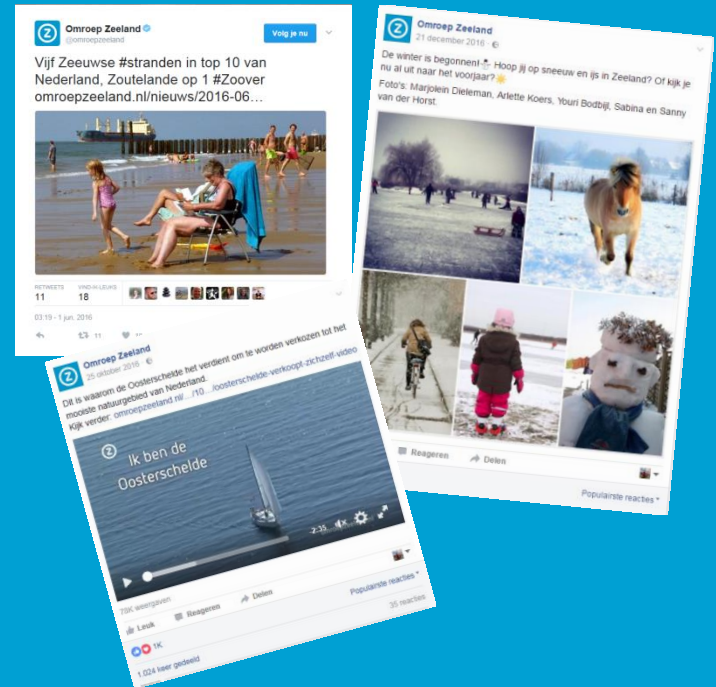 Omroep Zeeland
@omroepzeeland
Volg je nu
Vijf Zeeuwse #stranden in top 10 van
Nederland, Zoutelande op 1 #Zoover
omroepzeeland.nl/nieuws/2016-06…
RETWEETS
11
VIND-IK-LEUKS
18
03:19 - 1 jun. 2016
11
Omroep Zeeland
21 december 2016
De winter is begonnen! Hoop jij op sneeuw en ijs in Zeeland? Of kijk je
nu al uit naar het voorjaar?
Foto's: Marjolein Dieleman, Arlette Koers, Youri Bodbijl, Sabina en Sanny
van der Horst.
Reageren
Delen
Populairste reacties
Omroep Zeeland
25 oktober 2016
Dit is waarom de Oosterschelde het verdient om te worden verkozen tot het
mooiste natuurgebied van Nederland.
Kijk verder: omroepzeeland.nl/…/10…/oosterschelde-verkoopt-zichzelf-video
Ik ben de
Oosterschelde
-2:35
78K weergaven
Leuk
Reageren
Delen
Populairste reacties
1K
35 reacties
1.024 keer gedeeld